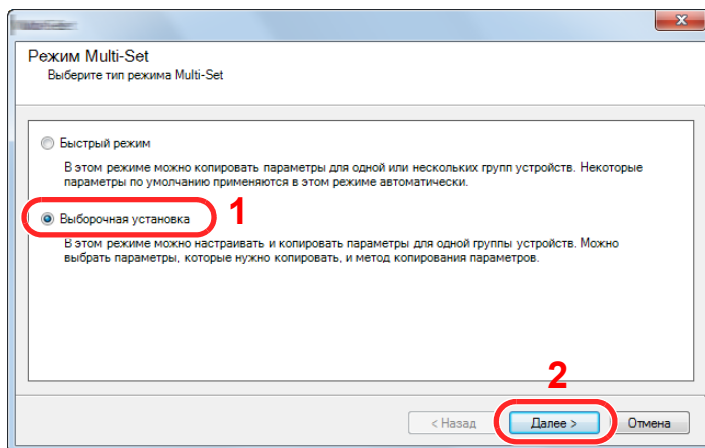 Режим Multi-Set
Выберите тип режима Multi-Set
Быстрый режим
В этом режиме можно копировать параметры для одной или нескольких групп устройств. Некоторые
параметры по умолчанию применяются в этом режиме автоматически.
Выборочная установка
1
В этом режиме можно настраивать и копировать параметры для одной группы устройств. Можно
выбрать параметры, которые нужно копировать, и метод копирования параметров.
2
< Назад
Далее >
Отмена